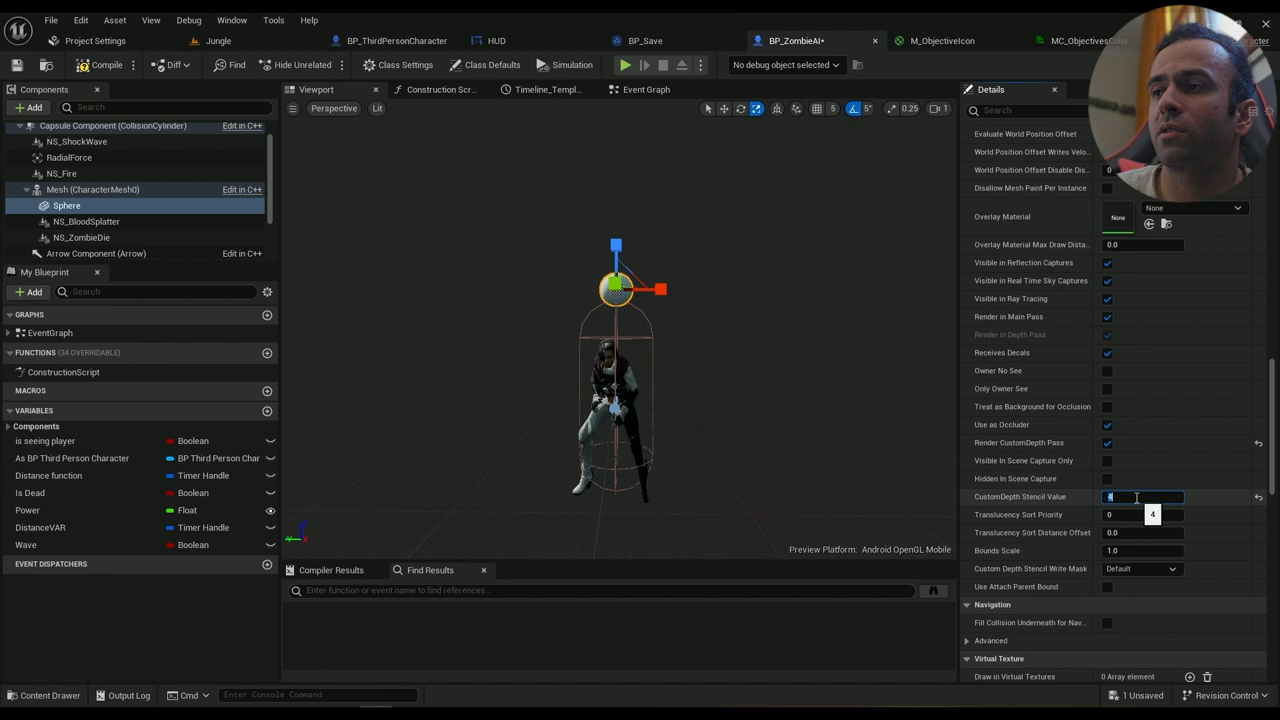 File Edit Asset View Window Debug Tools Help
Project Settings Jungle BP_ThirdPersonCharacter HUD BP_Save BP_ZombieAI• M_ObjectiveIcon MC_ObjectivesColor Character
Compile Diff Find Hide Unrelated Class Settings Class Defaults Simulation No debug object selected
Components Viewport Construction Scr... Timeline_Templ... Event Graph Details
Add Search Perspective Lit 5 5° 0.25 1 Search
Capsule Component (CollisionCylinder) Edit in C++
NS_ShockWave
RadialForce
NS_Fire
Mesh (CharacterMesh0) Edit in C++
Sphere
NS_BloodSplatter
NS_ZombieDie
Arrow Component (Arrow) Edit in C++
My Blueprint
Add Search
GRAPHS
EventGraph
FUNCTIONS (34 OVERRIDABLE)
ConstructionScript
MACROS
VARIABLES
Components
is seeing player Boolean
As BP Third Person Character BP Third Person Char
Distance function Timer Handle
Is Dead Boolean
Power Float
DistanceVAR Timer Handle
Wave Boolean
EVENT DISPATCHERS
Preview Platform: Android OpenGL Mobile
Compiler Results Find Results
Enter function or event name to find references...
Evaluate World Position Offset
World Position Offset Writes Velo...
World Position Offset Disable Dis... 0
Disallow Mesh Paint Per Instance
Overlay Material None None
Overlay Material Max Draw Dista... 0.0
Visible in Reflection Captures
Visible in Real Time Sky Captures
Visible in Ray Tracing
Render in Main Pass
Render in Depth Pass
Receives Decals
Owner No See
Only Owner See
Treat as Background for Occlusion
Use as Occluder
Render CustomDepth Pass
Visible In Scene Capture Only
Hidden In Scene Capture
CustomDepth Stencil Value 4
4
Translucency Sort Priority 0
Translucency Sort Distance Offset 0.0
Bounds Scale 1.0
Custom Depth Stencil Write Mask Default
Use Attach Parent Bound
Navigation
Fill Collision Underneath for Nav...
Advanced
Virtual Texture
Draw in Virtual Textures 0 Array element
Content Drawer Output Log Cmd Enter Console Command 1 Unsaved Revision Control